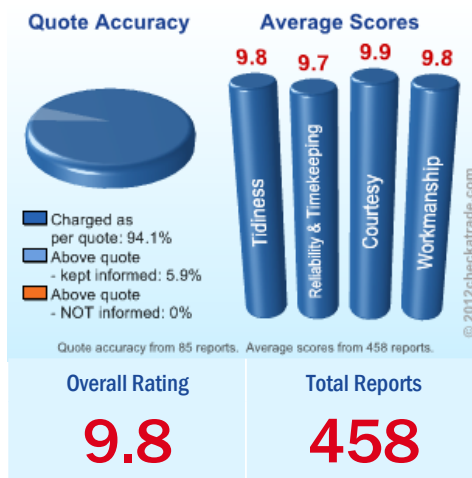 Quote Accuracy
Charged as
per quote: 94.1%
Above quote
- kept informed: 5.9%
Above quote
- NOT informed: 0%
Average Scores
9.8
9.7
9.9
9.8
Tidiness
Reliability & Timekeeping
Courtesy
Workmanship
© 2012checkatrade.com
Quote accuracy from 85 reports. Average scores from 458 reports.
Overall Rating
9.8
Total Reports
458